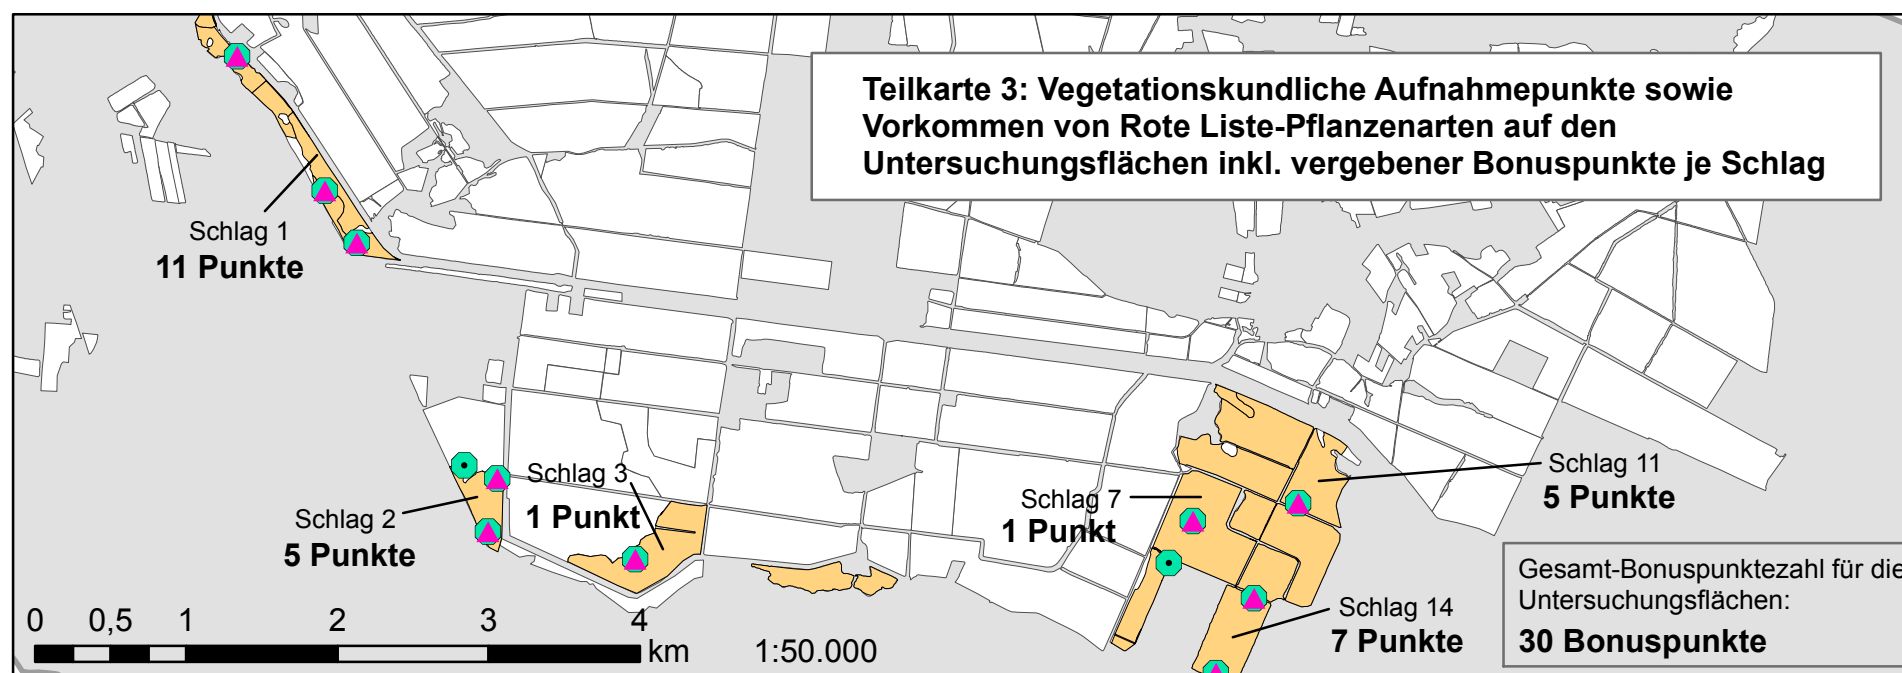 Teilkarte 3: Vegetationskundliche Aufnahmepunkte sowie
Vorkommen von Rote Liste-Pflanzenarten auf den
Untersuchungsflächen inkl. vergebener Bonuspunkte je Schlag
Schlag 1
11 Punkte
Schlag 2
5 Punkte
Schlag 3
1 Punkt
Schlag 7
1 Punkt
Schlag 11
5 Punkte
Schlag 14
7 Punkte
Gesamt-Bonuspunktezahl für die
Untersuchungsflächen:
30 Bonuspunkte
0 0,5 1 2 3 4
km 1:50.000